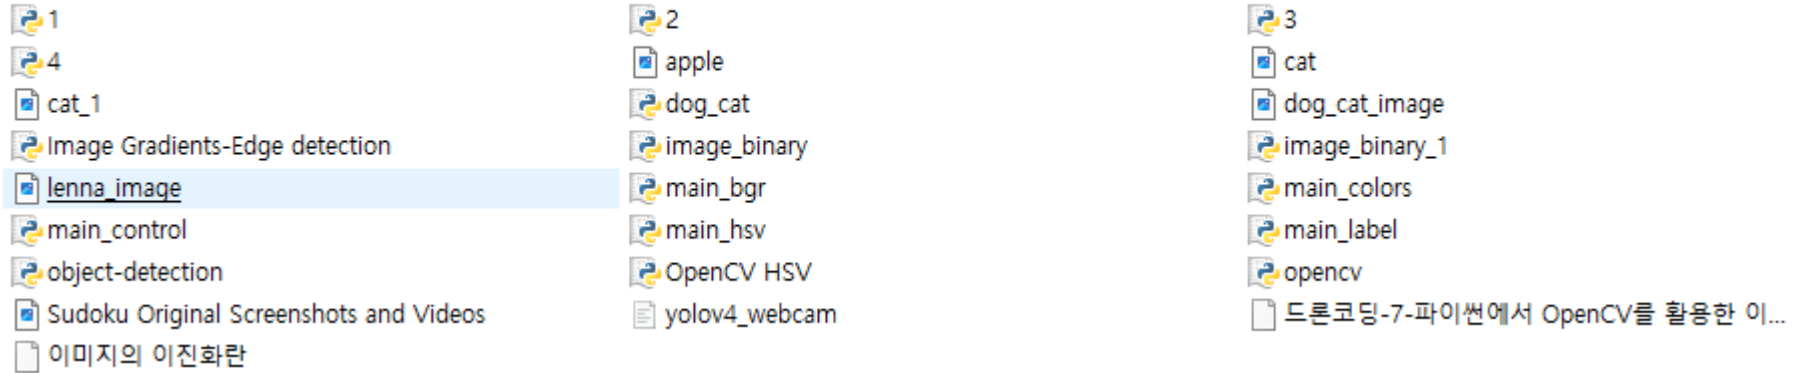 1 2 3
4 apple cat
cat_1 dog_cat dog_cat_image
Image Gradients-Edge detection image_binary image_binary_1
lenna_image main_bgr main_colors
main_control main_hsv main_label
object-detection OpenCV HSV opencv
Sudoku Original Screenshots and Videos yolov4_webcam 드론코딩-7-파이썬에서 OpenCV를 활용한 이...
이미지의 이진화란